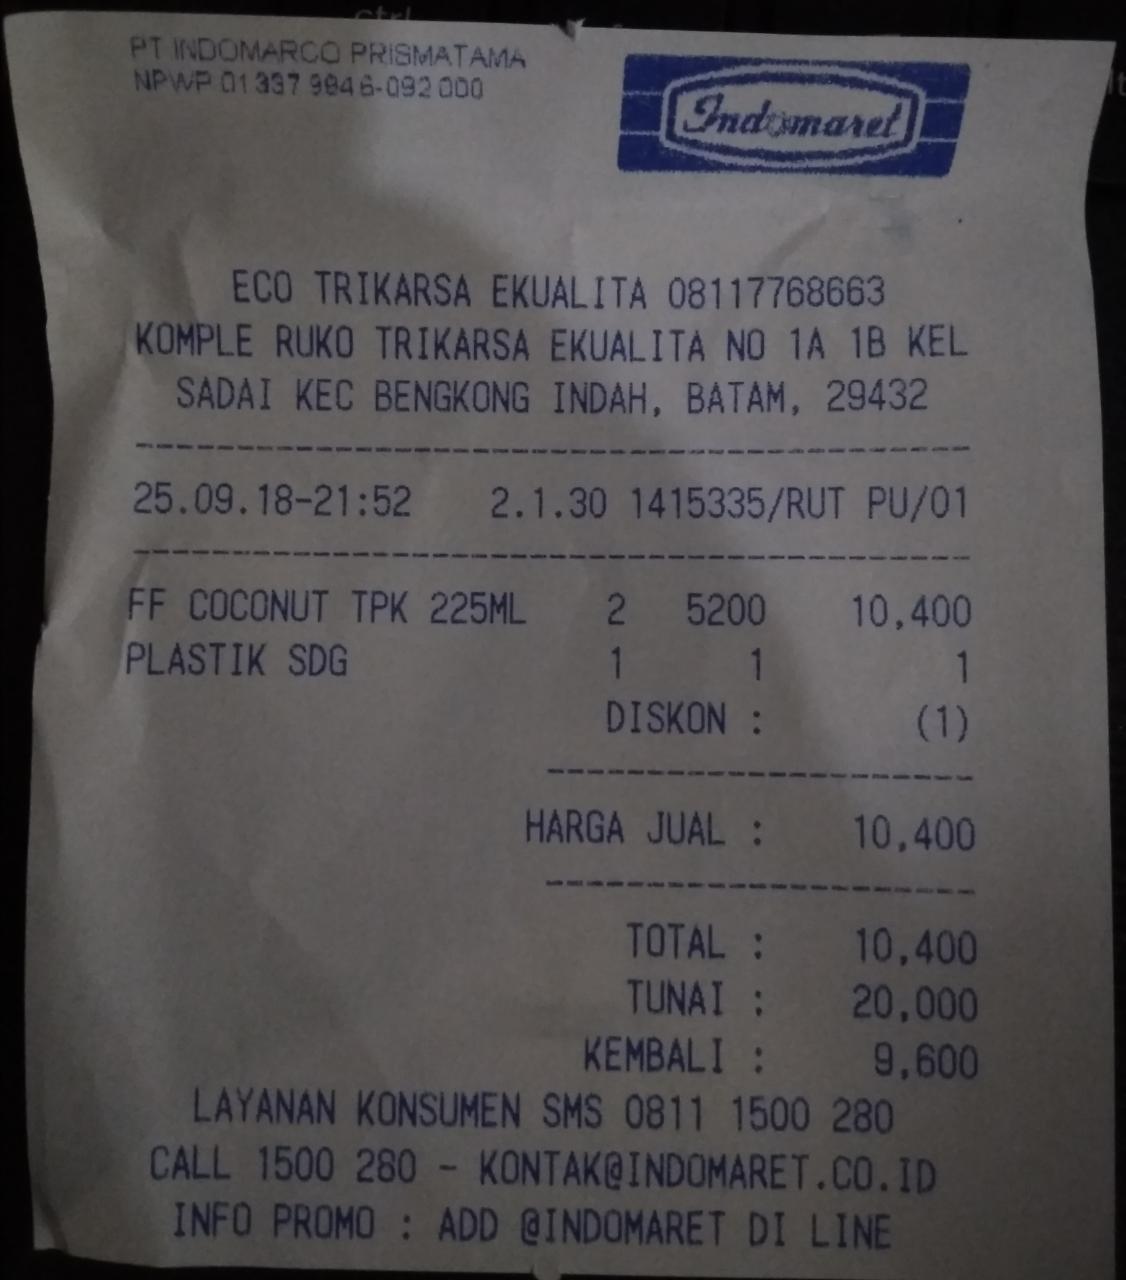 PT INDOMARCO PRISMATAMA
NPWP 01 337 994 6-092 000
Indomaret
ECO TRIKARSA EKUALITA 08117768663
KOMPLE RUKO TRIKARSA EKUALITA NO 1A 1B KEL
SADAI KEC BENGKONG INDAH, BATAM, 29432
25.09.18-21:52 2.1.30 1415335/RUT PU/01
FF COCONUT TPK 225ML 2 5200 10,400
PLASTIK SDG 1 1 1
DISKON : (1)
HARGA JUAL : 10,400
TOTAL : 10,400
TUNAI : 20,000
KEMBALI : 9,600
LAYANAN KONSUMEN SMS 0811 1500 280
CALL 1500 280 - KONTAK@INDOMARET.CO.ID
INFO PROMO : ADD @INDOMARET DI LINE